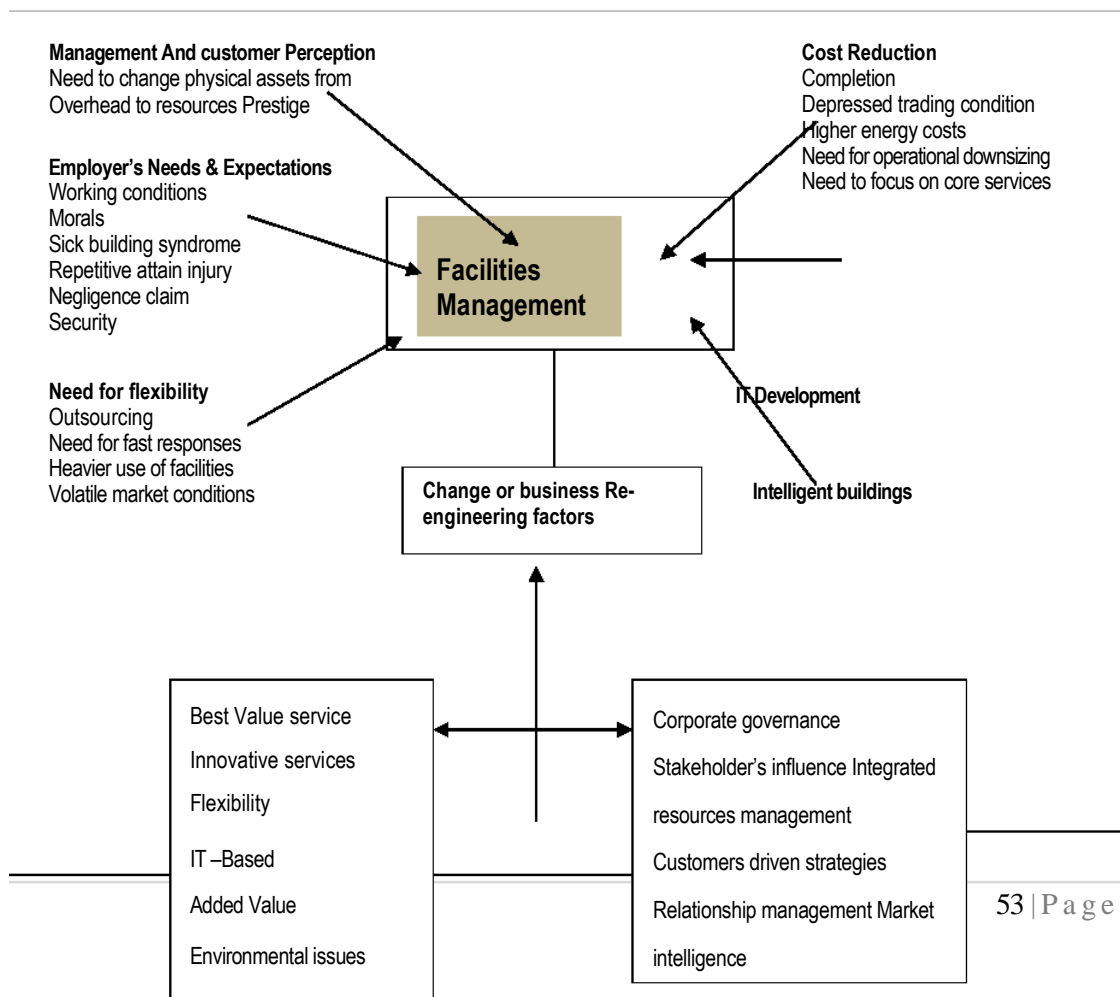 Management And customer Perception
Need to change physical assets from
Overhead to resources Prestige
Cost Reduction
Completion
Depressed trading condition
Higher energy costs
Need for operational downsizing
Need to focus on core services
Employer's Needs & Expectations
Working conditions
Morals
Sick building syndrome
Repetitive attain injury
Negligence claim
Security
Facilities
Management
Need for flexibility
Outsourcing
Need for fast responses
Heavier use of facilities
Volatile market conditions
IT Development
Change or business Re-
engineering factors
Intelligent buildings
Best Value service
Innovative services
Flexibility
IT –Based
Added Value
Environmental issues
Corporate governance
Stakeholder's influence Integrated
resources management
Customers driven strategies
Relationship management Market
intelligence
53 | P a g e